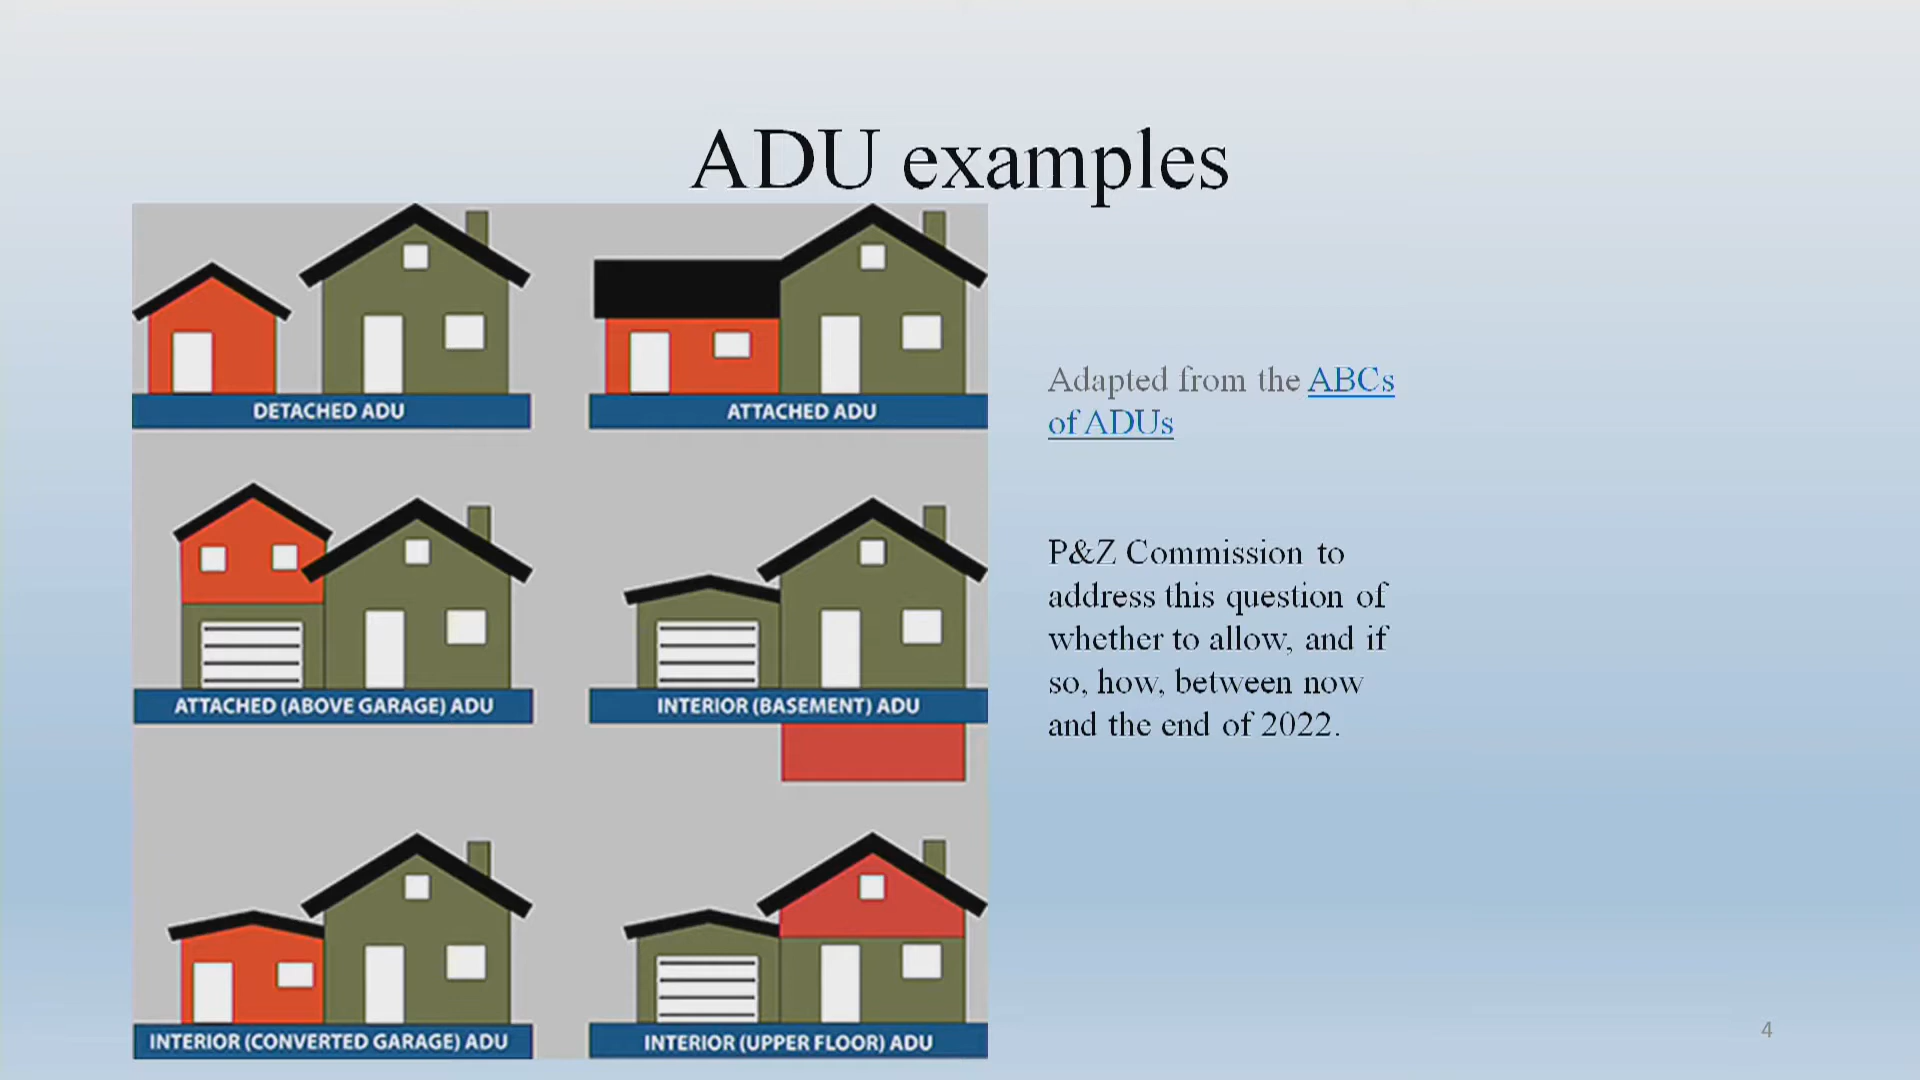 ADU examples
DETACHED ADU
ATTACHED ADU
ATTACHED (ABOVE GARAGE) ADU
INTERIOR (BASEMENT) ADU
INTERIOR (CONVERTED GARAGE) ADU
INTERIOR (UPPER FLOOR) ADU
Adapted from the ABCs
of ADUs
P&Z Commission to
address this question of
whether to allow, and if
so, how, between now
and the end of 2022.
4